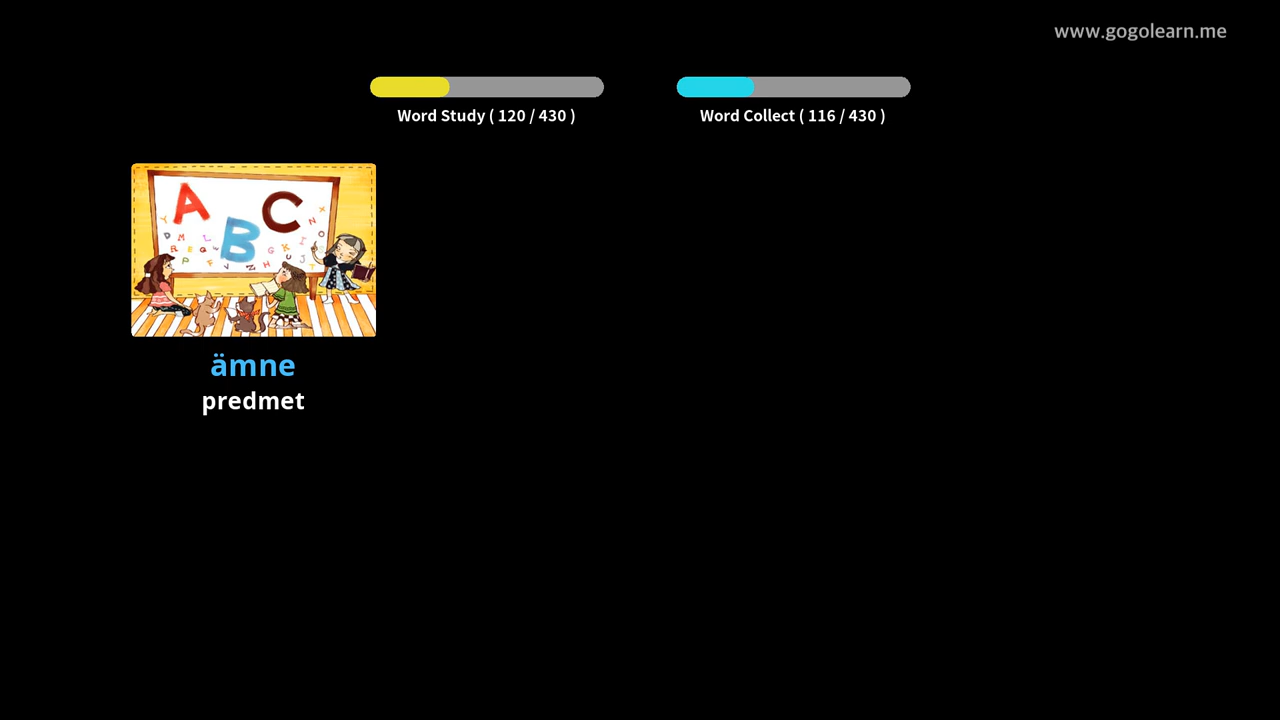 www.gogolearn.me
Word Study ( 120 / 430 )
Word Collect ( 116 / 430 )
A
B
C
ämne
predmet